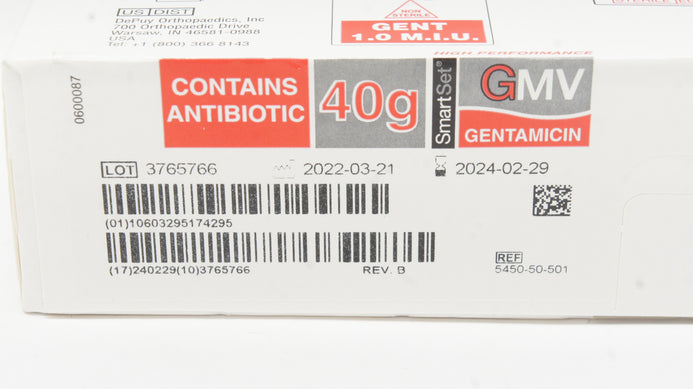 US DIST
DePuy Orthopaedics, Inc
700 Orthopaedic Drive
Warsaw, IN 46581-0988
USA
Tel: +1 (800) 366 8143
NON
STERILE
GENT
1.0 M.I.U.
HIGH PERFORMANCE
0600087
CONTAINS
ANTIBIOTIC
40g
SmartSet®
GMV
GENTAMICIN
LOT 3765766
2022-03-21
2024-02-29
(01)10603295174295
(17)240229(10)3765766
REV. B
REF
5450-50-501